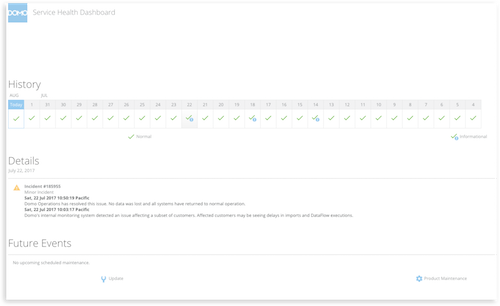 DOMO
Service Health Dashboard
History
AUG JUL
Today 1 31 30 29 28 27 26 25 24 23 22 21 20 19 18 17 16 15 14 13 12 11 10 9 8 7 6 5 4
Normal Informational
Details
July 22, 2017
Minor Incident
Sat, 22 Jul 2017 10:50:19 Pacific
Domo Operations has resolved this issue. No data was lost and all systems have returned to normal operation.
Sat, 22 Jul 2017 10:03:17 Pacific
Domo's internal monitoring system detected an issue affecting a subset of customers. Affected customers may be seeing delays in imports and DataFlow executions.
Future Events
No upcoming scheduled maintenance.
Update Product Maintenance